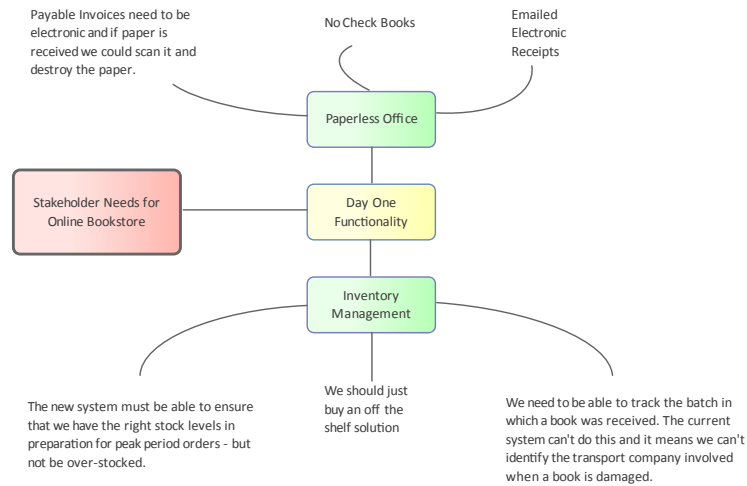 Payable Invoices need to be
electronic and if paper is
received we could scan it and
destroy the paper.
No Check Books
Emailed
Electronic
Receipts
Paperless Office
Stakeholder Needs for
Online Bookstore
Day One
Functionality
Inventory
Management
The new system must be able to ensure
that we have the right stock levels in
preparation for peak period orders - but
not be over-stocked.
We should just
buy an off the
shelf solution
We need to be able to track the batch in
which a book was received. The current
system can't do this and it means we can't
identify the transport company involved
when a book is damaged.